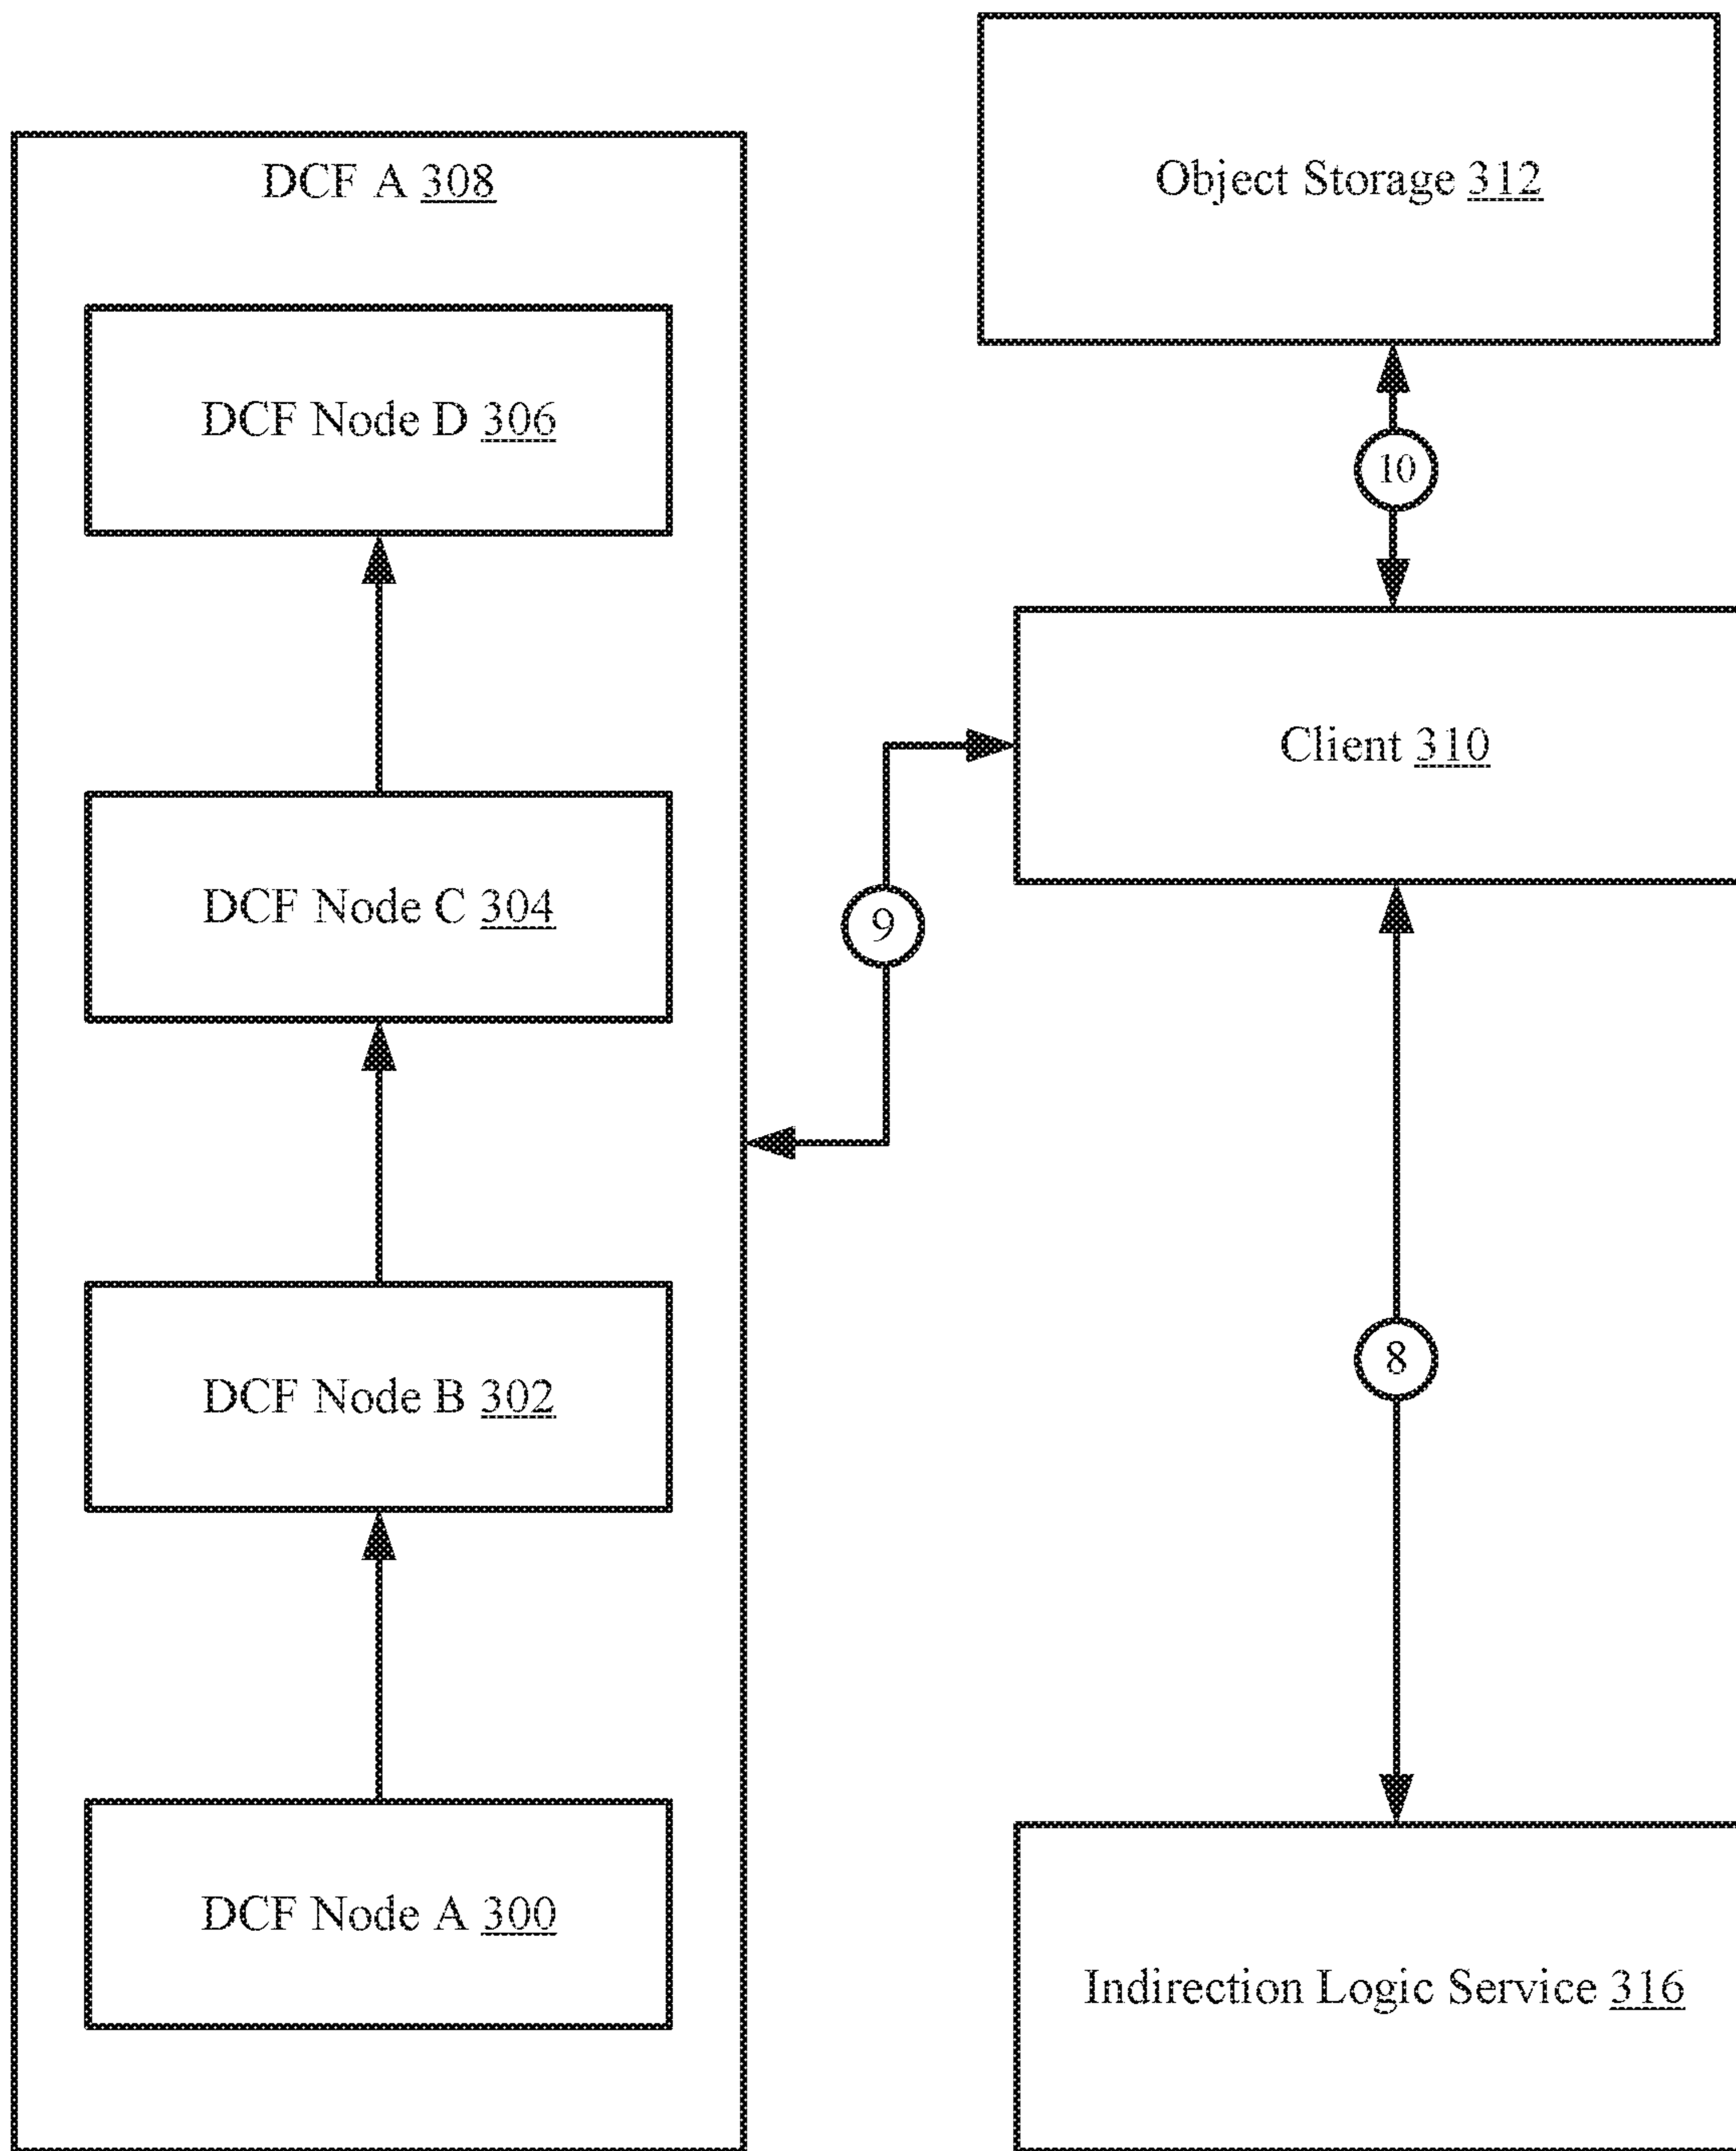 DCF A 308
DCF Node D 306
DCF Node C 304
DCF Node B 302
DCF Node A 300
Object Storage 312
10
Client 310
9
8
Indirection Logic Service 316